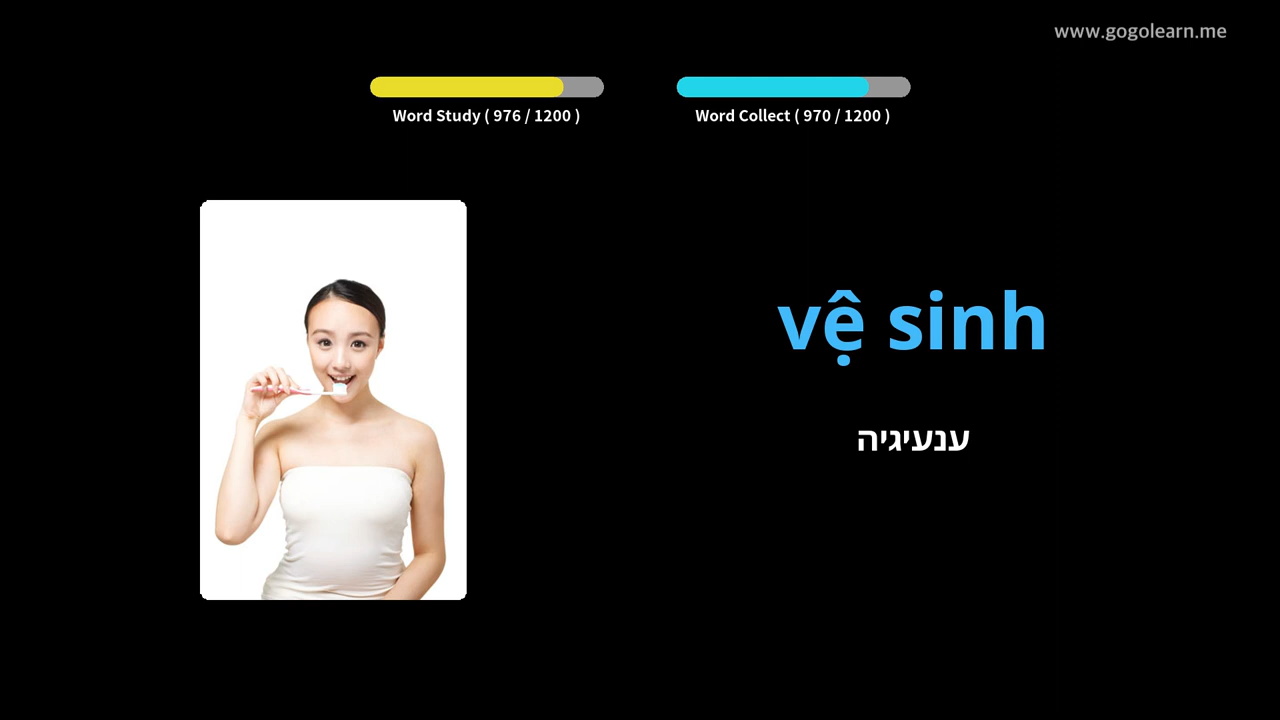 www.gogolearn.me
Word Study ( 976 / 1200 )
Word Collect ( 970 / 1200 )
vệ sinh
ענעיגיה